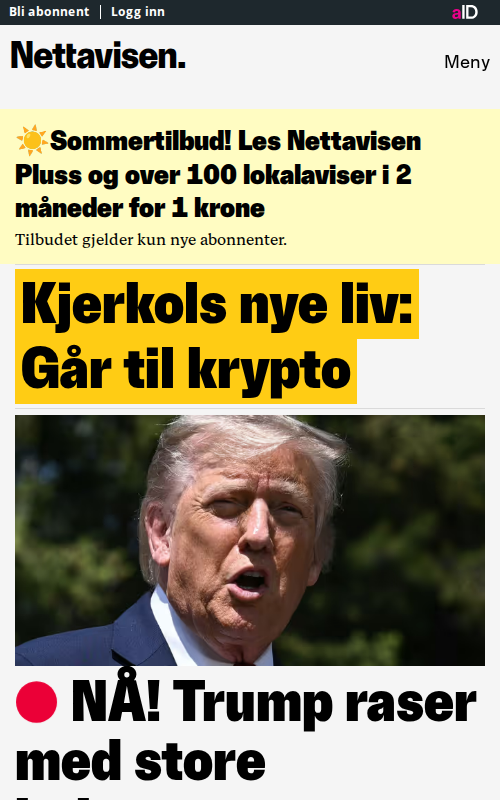 Bli abonnent | Logg inn
aID
Nettavisen.
Meny
☀️Sommertilbud! Les Nettavisen
Pluss og over 100 lokalaviser i 2
måneder for 1 krone
Tilbudet gjelder kun nye abonnenter.
Kjerkols nye liv:
Går til krypto
NÅ! Trump raser
med store